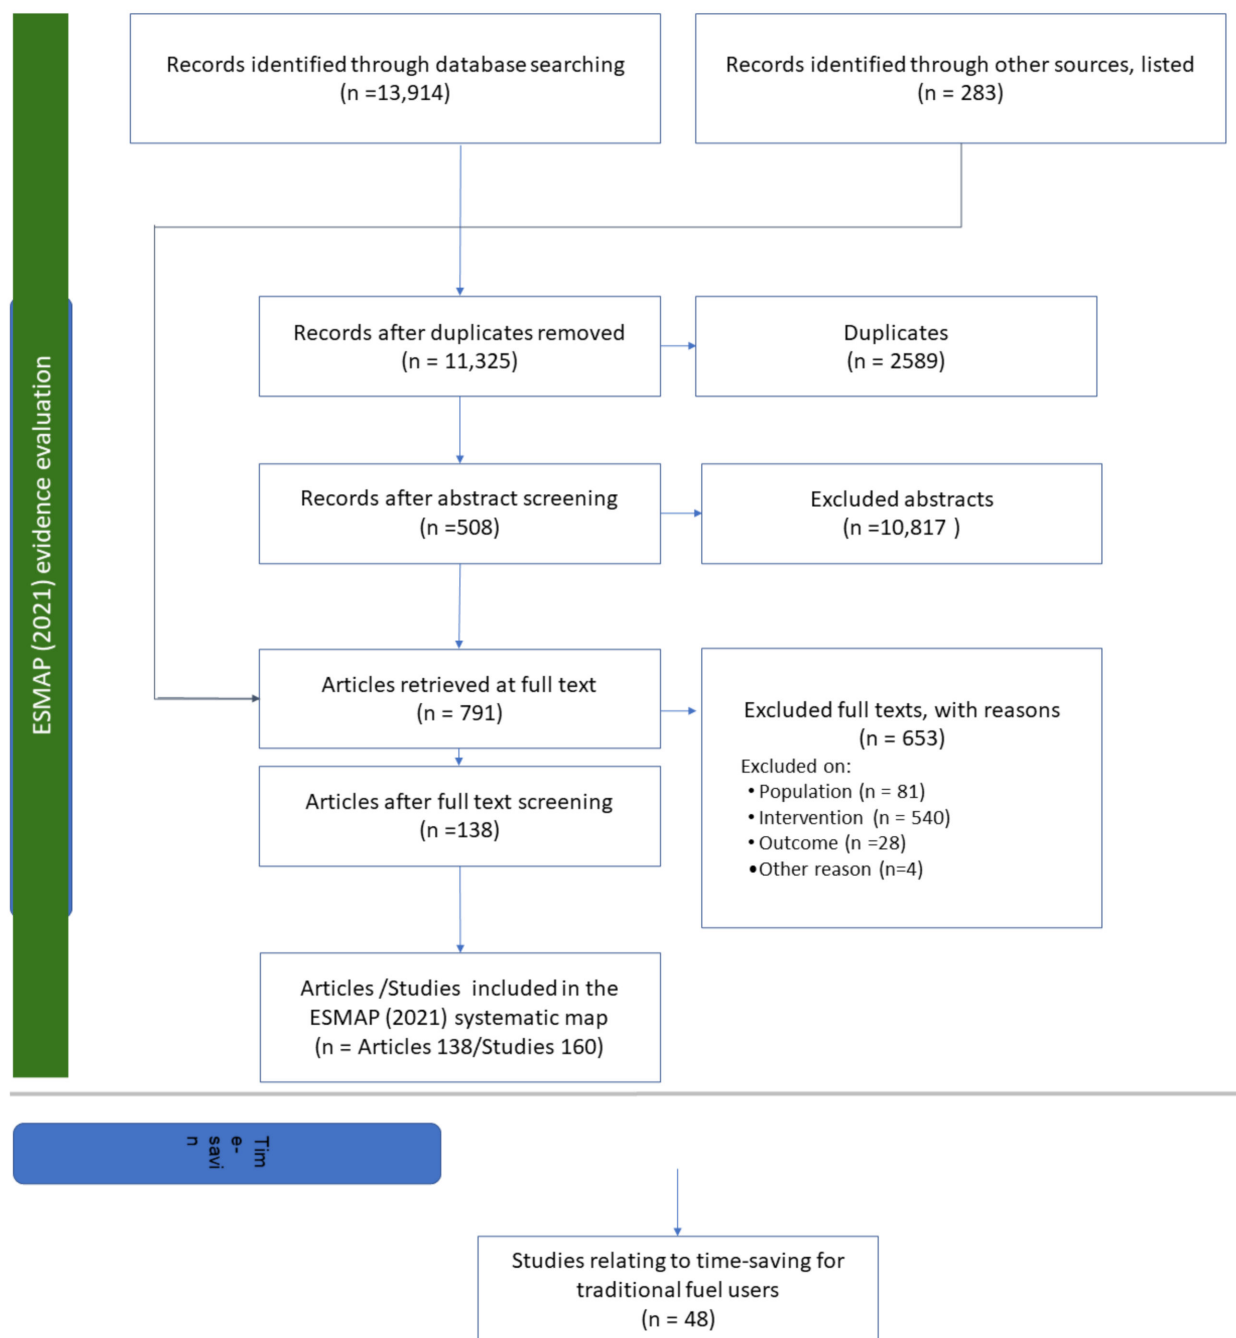 Records identified through database searching
(n =13,914)
Records identified through other sources, listed
(n = 283)
ESMAP (2021) evidence evaluation
Records after duplicates removed
(n = 11,325)
Duplicates
(n = 2589)
Records after abstract screening
(n =508)
Excluded abstracts
(n =10,817 )
Articles retrieved at full text
(n = 791)
Excluded full texts, with reasons
(n = 653)
Excluded on:
• Population (n = 81)
• Intervention (n = 540)
• Outcome (n =28)
• Other reason (n=4)
Articles after full text screening
(n =138)
Articles /Studies included in the
ESMAP (2021) systematic map
(n = Articles 138/Studies 160)
Tim
e-
savi
n
Studies relating to time-saving for
traditional fuel users
(n = 48)